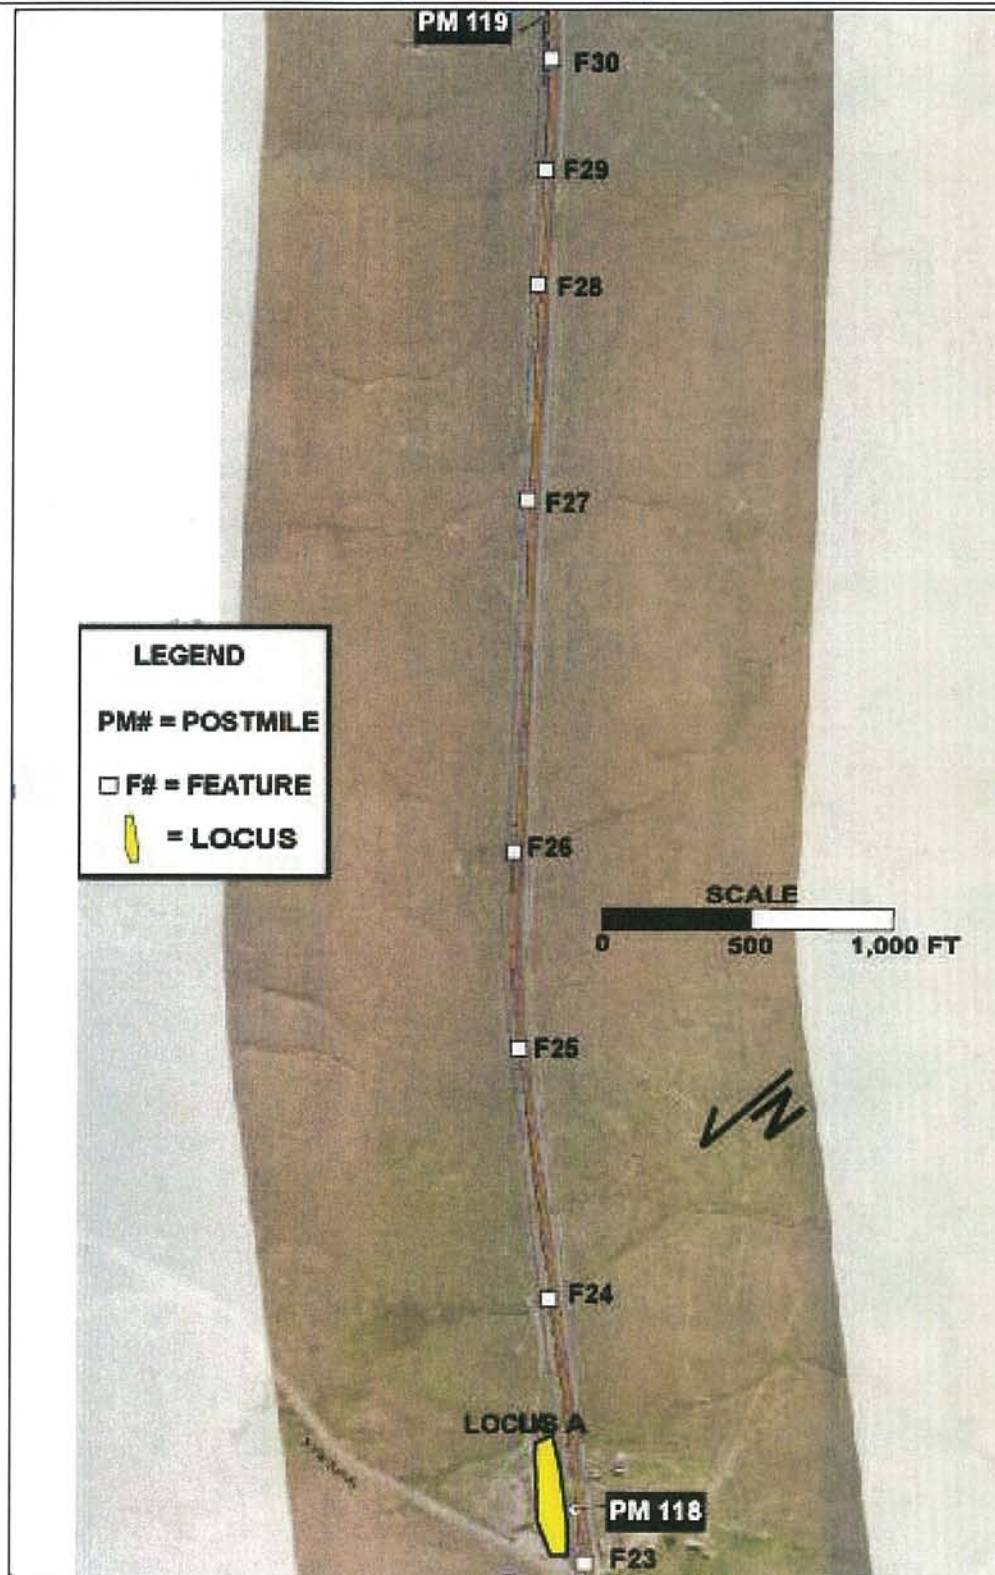 PM 119
F30
F29
F28
F27
LEGEND
PM# = POSTMILE
F# = FEATURE
= LOCUS
F26
SCALE
0 500 1,000 FT
F25
N
F24
LOCUS A
PM 118
F23